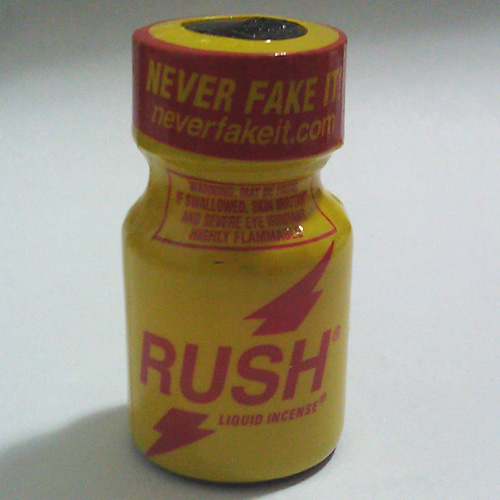 NEVER FAKE IT!
neverfakeit.com
WARNING: MAY BE FATAL
IF SWALLOWED, SKIN IRRITANT
AND SEVERE EYE IRRITANT
HIGHLY FLAMMABLE
RUSH®
LIQUID INCENSE®